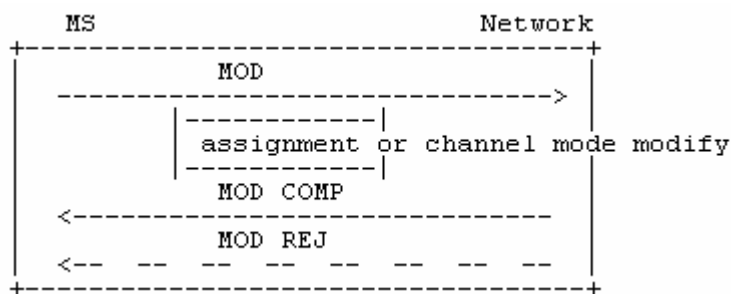 MS Network
MOD
assignment or channel mode modify
MOD COMP
MOD REJ